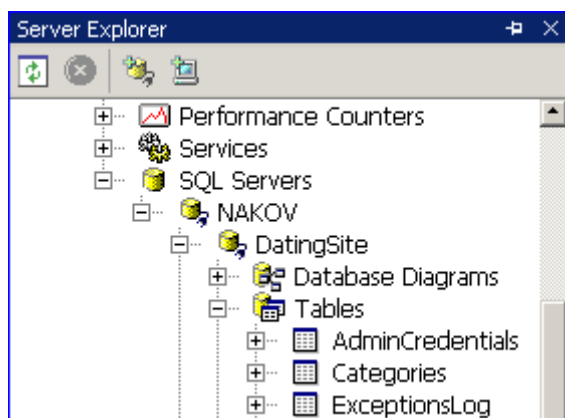 Server Explorer
Performance Counters
Services
SQL Servers
NAKOV
DatingSite
Database Diagrams
Tables
AdminCredentials
Categories
ExceptionsLog